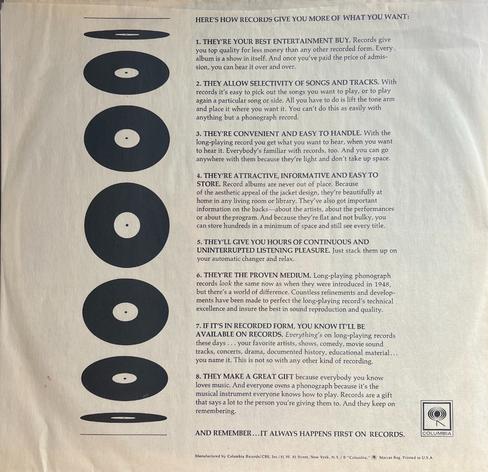 HERE'S HOW RECORDS GIVE YOU MORE OF WHAT YOU WANT:
1. THEY'RE YOUR BEST ENTERTAINMENT BUY. Records give
you top quality for less money than any other recorded form. Every
album is a show in itself. And once you've paid the price of admis-
sion, you can hear it over and over.
2. THEY ALLOW SELECTIVITY OF SONGS AND TRACKS. With
records it's easy to pick out the songs you want to play, or to play
again a particular song or side. All you have to do is lift the tone arm
and place it where you want it. You can't do this as easily with
anything but a phonograph record.
3. THEY'RE CONVENIENT AND EASY TO HANDLE. With the
long-playing record you get what you want to hear, when you want
to hear it. Everybody's familiar with records, too. And you can go
anywhere with them because they're light and don't take up space.
4. THEY'RE ATTRACTIVE, INFORMATIVE AND EASY TO
STORE. Record albums are never out of place. Because
of the aesthetic appeal of the jacket design, they're beautifully at
home in any living room or library. They've also got important
information on the backs—about the artists, about the performances
or about the program. And because they're flat and not bulky, you
can store hundreds in a minimum of space and still see every title.
5. THEY'LL GIVE YOU HOURS OF CONTINUOUS AND
UNINTERRUPTED LISTENING PLEASURE. Just stack them up on
your automatic changer and relax.
6. THEY'RE THE PROVEN MEDIUM. Long-playing phonograph
records look the same now as when they were introduced in 1948,
but there's a world of difference. Countless refinements and develop-
ments have been made to perfect the long-playing record's technical
excellence and insure the best in sound reproduction and quality.
7. IF IT'S IN RECORDED FORM, YOU KNOW IT'LL BE
AVAILABLE ON RECORDS. Everything's on long-playing records
these days . . . your favorite artists, shows, comedy, movie sound
tracks, concerts, drama, documented history, educational material . . .
you name it. This is not so with any other kind of recording.
8. THEY MAKE A GREAT GIFT because everybody you know
loves music. And everyone owns a phonograph because it's the
musical instrument everyone knows how to play. Records are a gift
that says a lot to the person you're giving them to. And they keep on
remembering.
COLUMBIA
AND REMEMBER...IT ALWAYS HAPPENS FIRST ON RECORDS.
Manufactured by Columbia Records/CBS, Inc./51 W. 52 Street, New York, N.Y. / ® "Columbia," Marcas Reg. Printed in U.S.A.